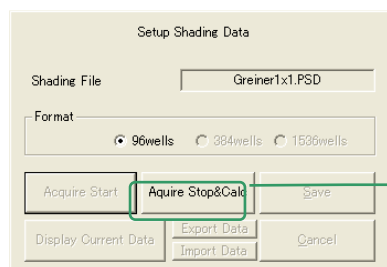 Setup Shading Data
Shading File Greiner1x1.PSD
Format
96wells 384wells 1536wells
Acquire Start Aquire Stop&Calc Save
Display Current Data Export Data Cancel
Import Data